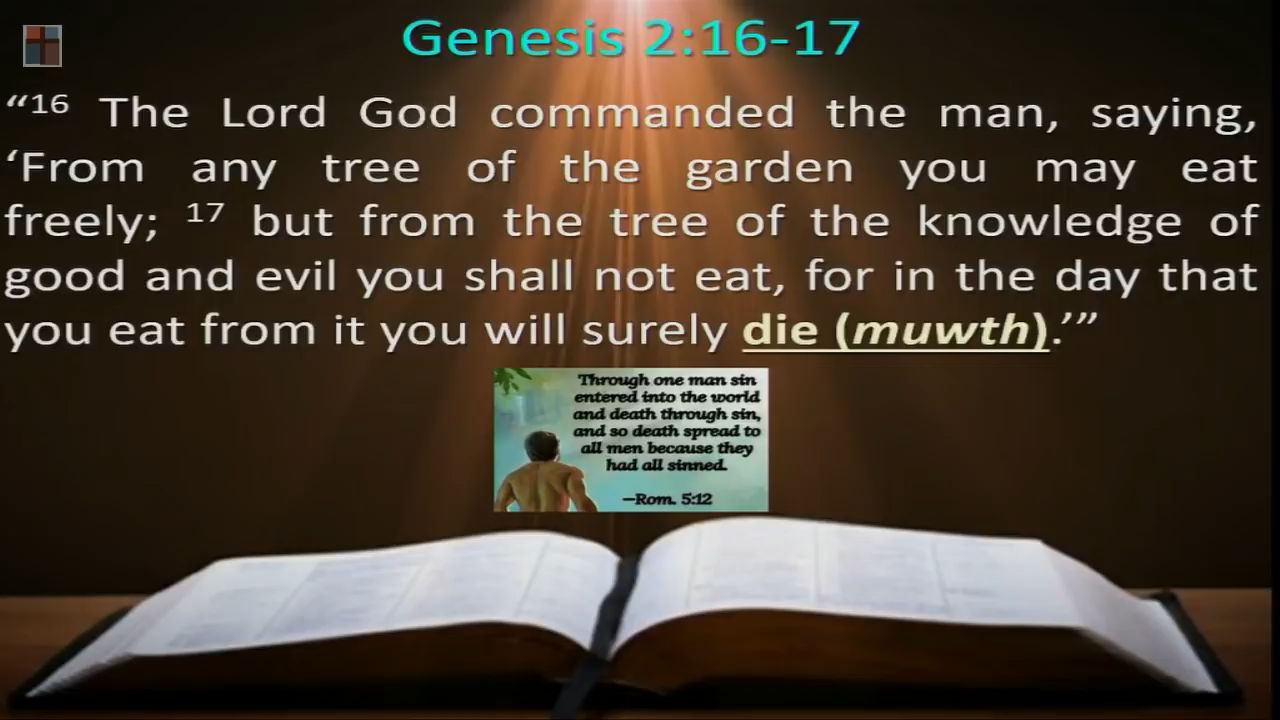 Genesis 2:16-17
“16 The Lord God commanded the man, saying,
‘From any tree of the garden you may eat
freely; 17 but from the tree of the knowledge of
good and evil you shall not eat, for in the day that
you eat from it you will surely die (muwth).’”
Through one man sin
entered into the world
and death through sin,
and so death spread to
all men because they
had all sinned.
—Rom. 5:12